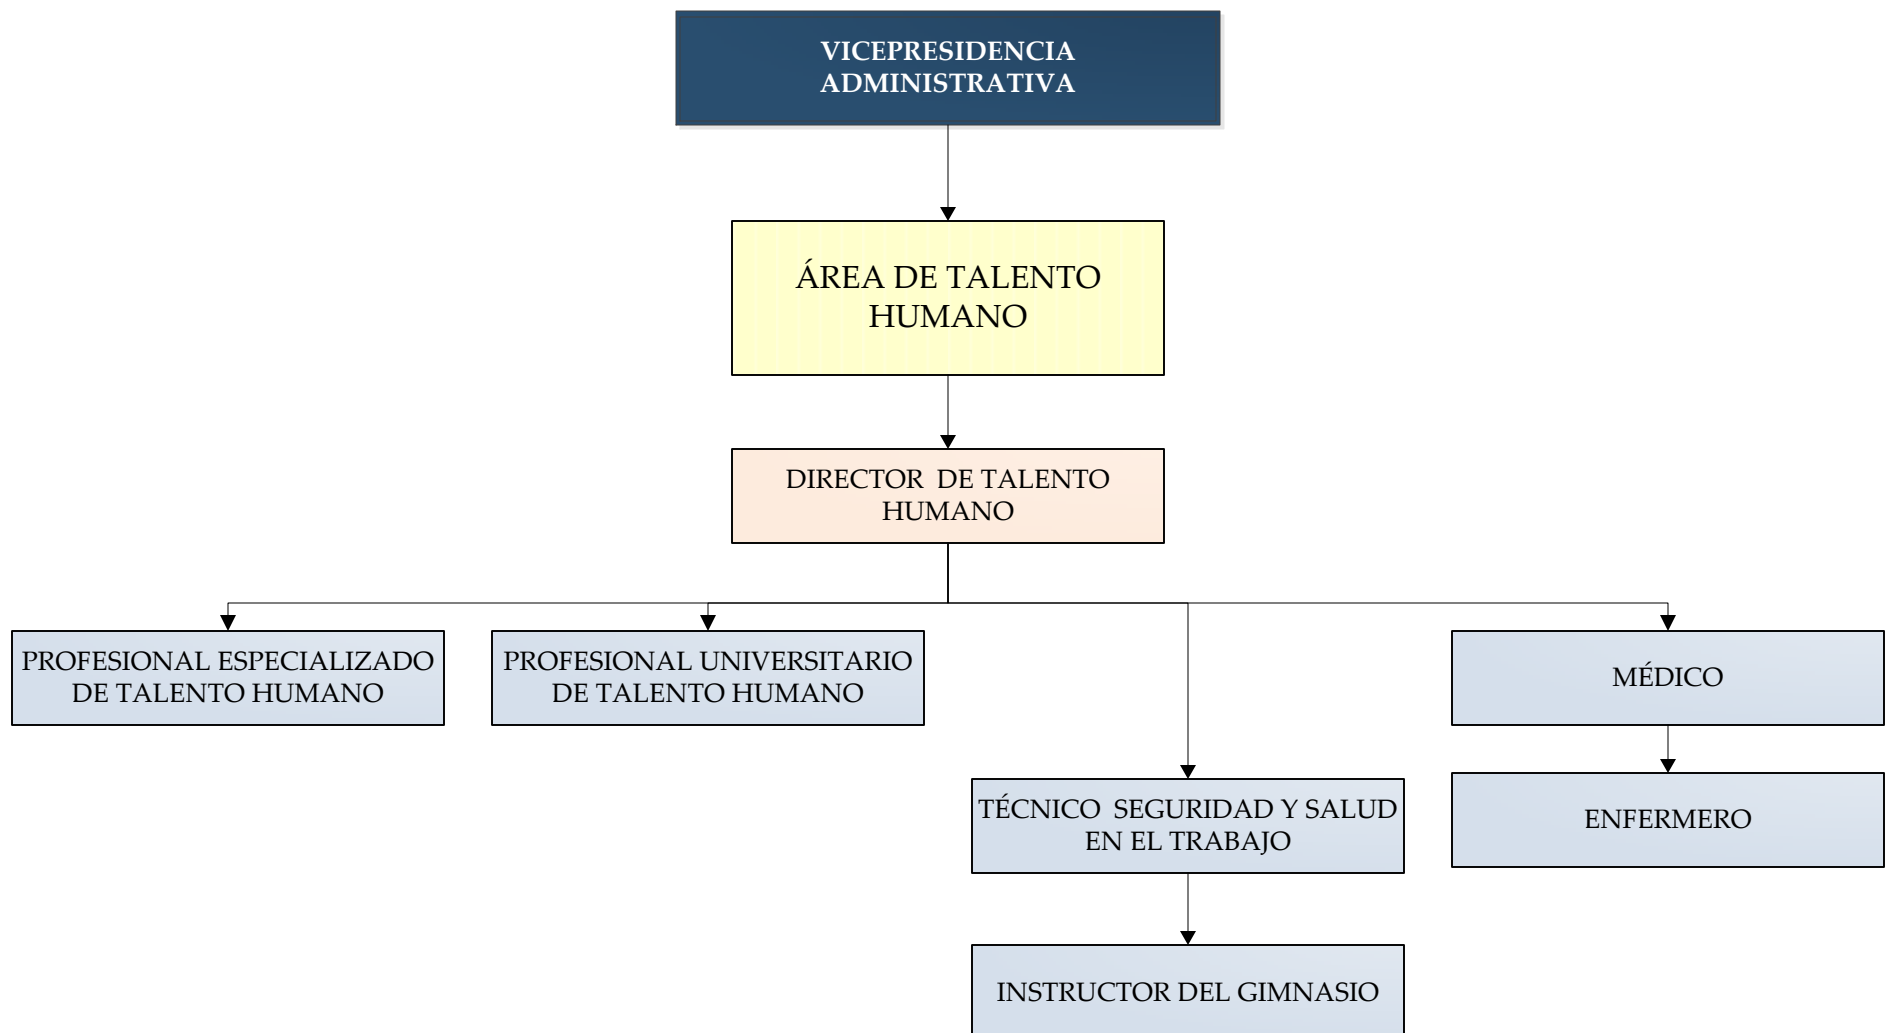 VICEPRESIDENCIA
ADMINISTRATIVA
ÁREA DE TALENTO
HUMANO
DIRECTOR  DE TALENTO
HUMANO
PROFESIONAL ESPECIALIZADO
DE TALENTO HUMANO
PROFESIONAL UNIVERSITARIO
DE TALENTO HUMANO
MÉDICO
TÉCNICO  SEGURIDAD Y SALUD
EN EL TRABAJO
ENFERMERO
INSTRUCTOR DEL GIMNASIO